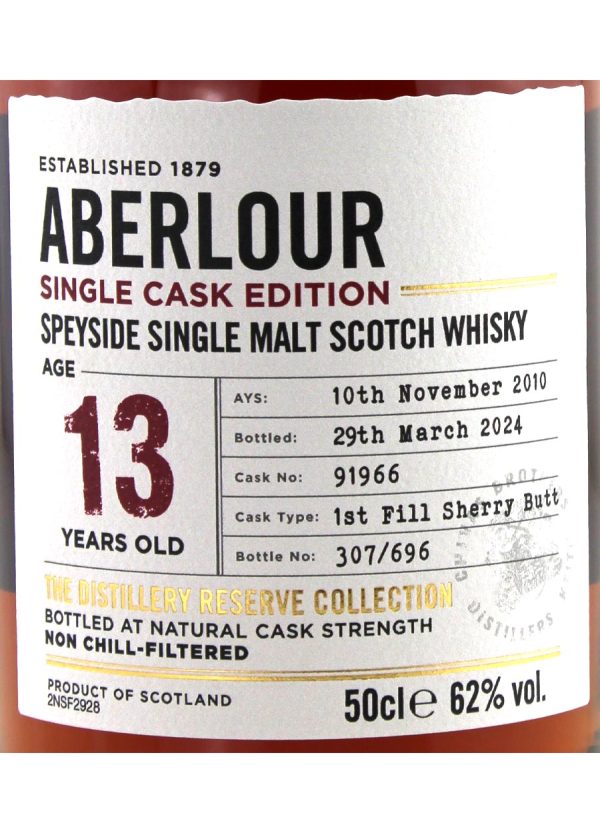 ESTABLISHED 1879
ABERLOUR
SINGLE CASK EDITION
SPEYSIDE SINGLE MALT SCOTCH WHISKY
AGE
13
YEARS OLD
AYS: 10th November 2010
Bottled: 29th March 2024
Cask No: 91966
Cask Type: 1st Fill Sherry Butt
Bottle No: 307/696
THE DISTILLERY RESERVE COLLECTION
BOTTLED AT NATURAL CASK STRENGTH
NON CHILL-FILTERED
PRODUCT OF SCOTLAND
2NSF2928
50cl e 62% vol.
DISTILLERS